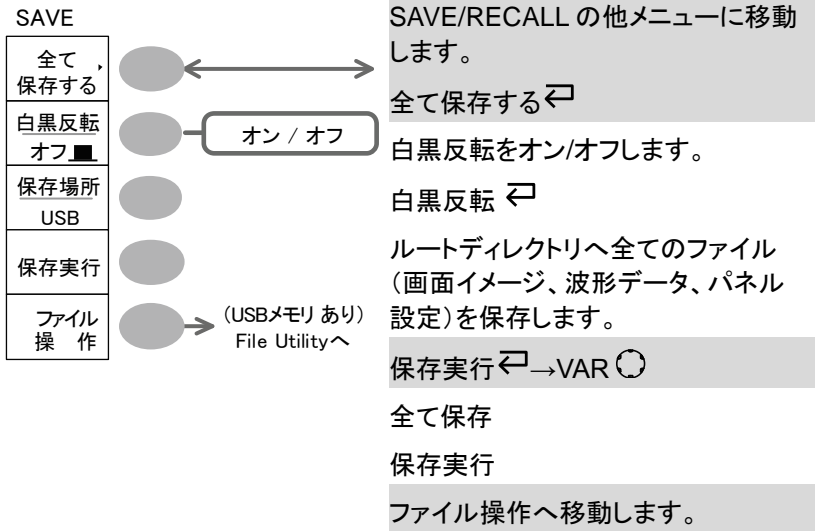 SAVE
全て
保存する
白黒反転
オフ
保存場所
USB
保存実行
ファイル
操 作
オン / オフ
(USBメモリ あり)
File Utilityへ
SAVE/RECALL の他メニューに移動
します。
全て保存する
白黒反転をオン/オフします。
白黒反転
ルートディレクトリへ全てのファイル
(画面イメージ、波形データ、パネル
設定)を保存します。
保存実行 →VAR
全て保存
保存実行
ファイル操作へ移動します。